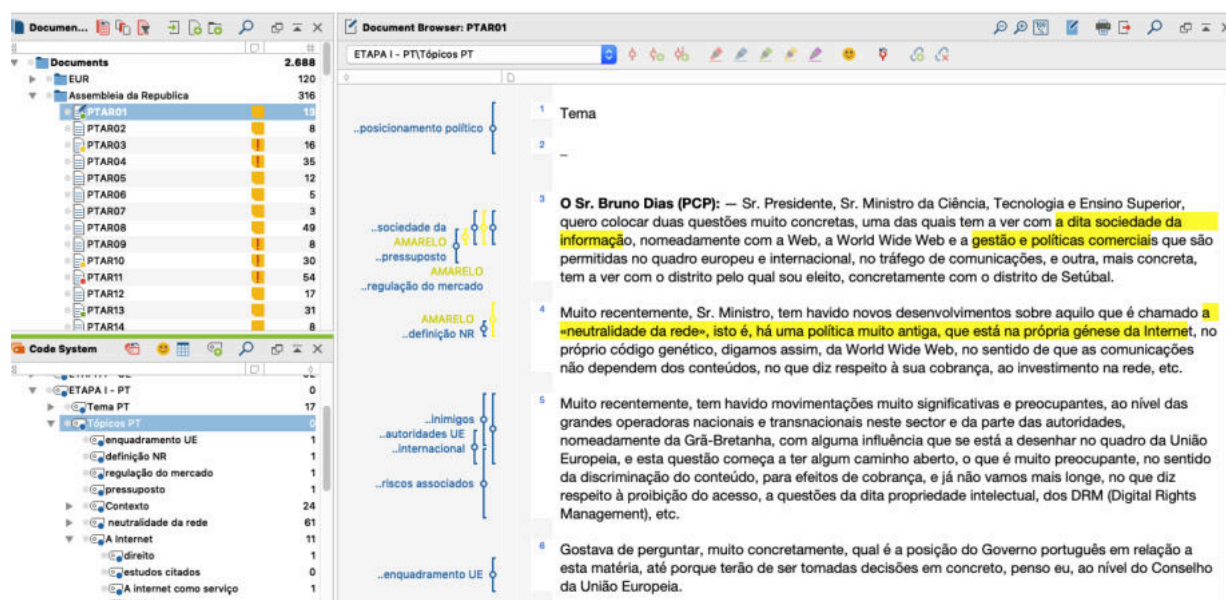 Documen...
Documents 2.688
EUR 120
Assembleia da Republica 316
PTAR01 13
PTAR02 8
PTAR03 16
PTAR04 35
PTAR05 12
PTAR06 5
PTAR07 3
PTAR08 49
PTAR09 8
PTAR10 30
PTAR11 54
PTAR12 17
PTAR13 31
PTAR14 8
Code System
ETAPA I - PT 0
Tema PT 17
Tópicos PT 0
enquadramento UE 1
definição NR 1
regulação do mercado 1
pressuposto 1
Contexto 24
neutralidade da rede 61
A Internet 11
direito 1
estudos citados 0
A internet como serviço 1
Document Browser: PTAR01
ETAPA I - PT\Tópicos PT
..posicionamento político
..sociedade da
AMARELO
..pressuposto
AMARELO
..regulação do mercado
AMARELO
..definição NR
..inimigos
..autoridades UE
..internacional
..riscos associados
..enquadramento UE
1 Tema
2 _
3 O Sr. Bruno Dias (PCP): — Sr. Presidente, Sr. Ministro da Ciência, Tecnologia e Ensino Superior,
quero colocar duas questões muito concretas, uma das quais tem a ver com a dita sociedade da
informação, nomeadamente com a Web, a World Wide Web e a gestão e políticas comerciais que são
permitidas no quadro europeu e internacional, no tráfego de comunicações, e outra, mais concreta,
tem a ver com o distrito pelo qual sou eleito, concretamente com o distrito de Setúbal.
4 Muito recentemente, Sr. Ministro, tem havido novos desenvolvimentos sobre aquilo que é chamado a
«neutralidade da rede», isto é, há uma política muito antiga, que está na própria génese da Internet, no
próprio código genético, digamos assim, da World Wide Web, no sentido de que as comunicações
não dependem dos conteúdos, no que diz respeito à sua cobrança, ao investimento na rede, etc.
5 Muito recentemente, tem havido movimentações muito significativas e preocupantes, ao nível das
grandes operadoras nacionais e transnacionais neste sector e da parte das autoridades,
nomeadamente da Grã-Bretanha, com alguma influência que se está a desenhar no quadro da União
Europeia, e esta questão começa a ter algum caminho aberto, o que é muito preocupante, no sentido
da discriminação do conteúdo, para efeitos de cobrança, e já não vamos mais longe, no que diz
respeito à proibição do acesso, a questões da dita propriedade intelectual, dos DRM (Digital Rights
Management), etc.
6 Gostava de perguntar, muito concretamente, qual é a posição do Governo português em relação a
esta matéria, até porque terão de ser tomadas decisões em concreto, penso eu, ao nível do Conselho
da União Europeia.